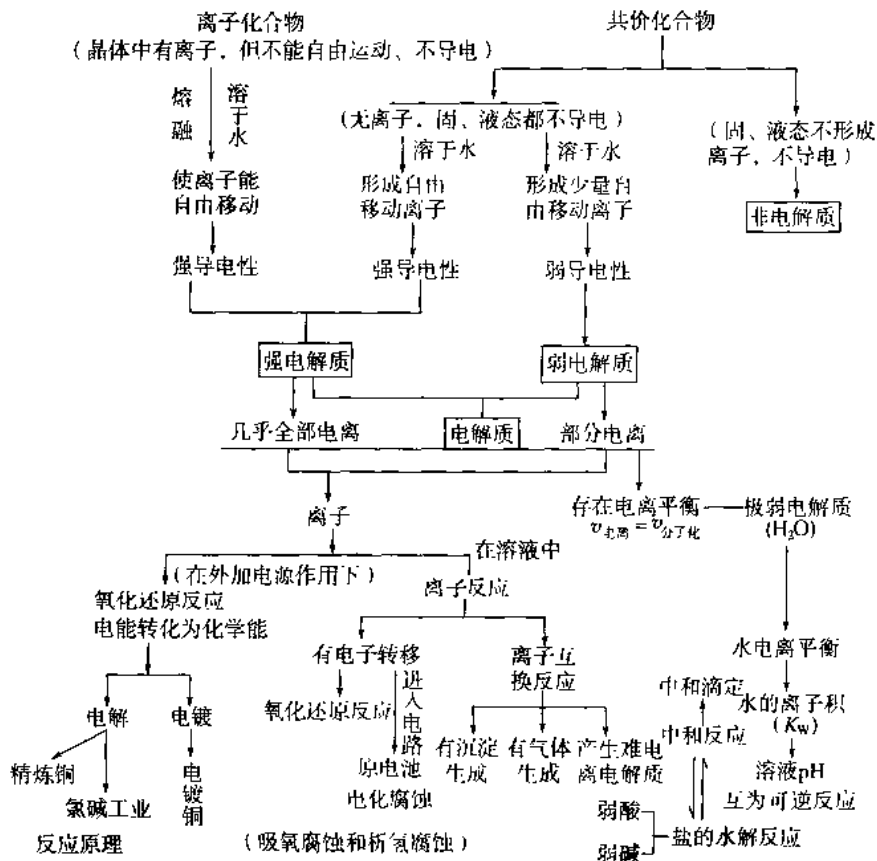 离子化合物
共价化合物
(晶体中有离子，但不能自由运动、不导电)
熔融
溶于水
(无离子，固、液态都不导电)
(固、液态不形成
离子，不导电)
溶于水
溶于水
使离子能
自由移动
形成自由
移动离子
形成少量自
由移动离子
非电解质
强导电性
强导电性
弱导电性
强电解质
弱电解质
几乎全部电离
电解质
部分电离
离子
存在电离平衡
v电离=v分子化
极弱电解质
(H₂O)
在溶液中
(在外加电源作用下)
离子反应
氧化还原反应
电能转化为化学能
有电子转移
离子互
换反应
水电离平衡
进入电路
中和滴定
水的离子积
(Kw)
电解
电镀
氧化还原反应
中和反应
精炼铜
电镀铜
原电池
有沉淀
生成
有气体
生成
产生难电
离电解质
溶液pH
氯碱工业
电化腐蚀
互为可逆反应
反应原理
(吸氧腐蚀和析氢腐蚀)
弱酸
弱碱
盐的水解反应